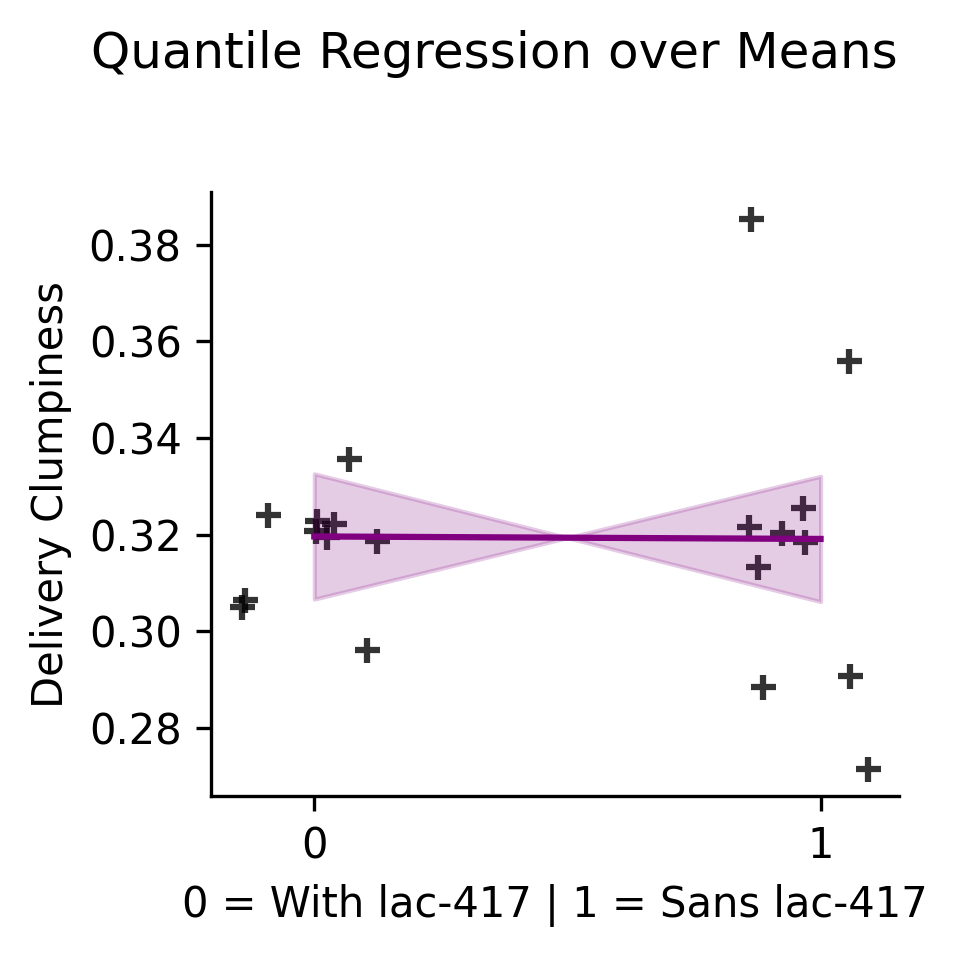 Quantile Regression over Means
0.38
0.36
0.34
0.32
0.30
0.28
Delivery Clumpiness
0
1
0 = With lac-417 | 1 = Sans lac-417